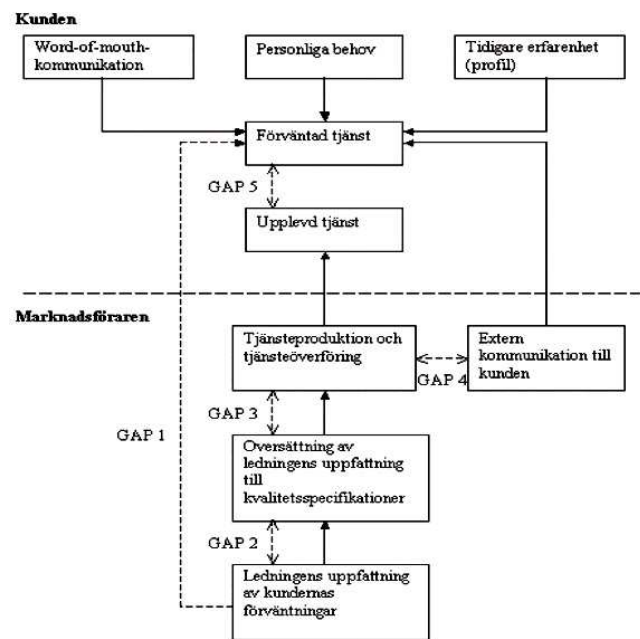 Kunden
Word-of-mouth-
kommunikation
Personliga behov
Tidigare erfarenhet
(profil)
Förväntad tjänst
GAP 5
Upplevd tjänst
Marknadsföraren
Tjänsteproduktion och
tjänsteöverföring
Extern
kommunikation till
kunden
GAP 4
GAP 3
GAP 1
Oversättning av
ledningens uppfattning
till
kvalitetsspecifikationer
GAP 2
Ledningens uppfattning
av kundernas
förväntningar